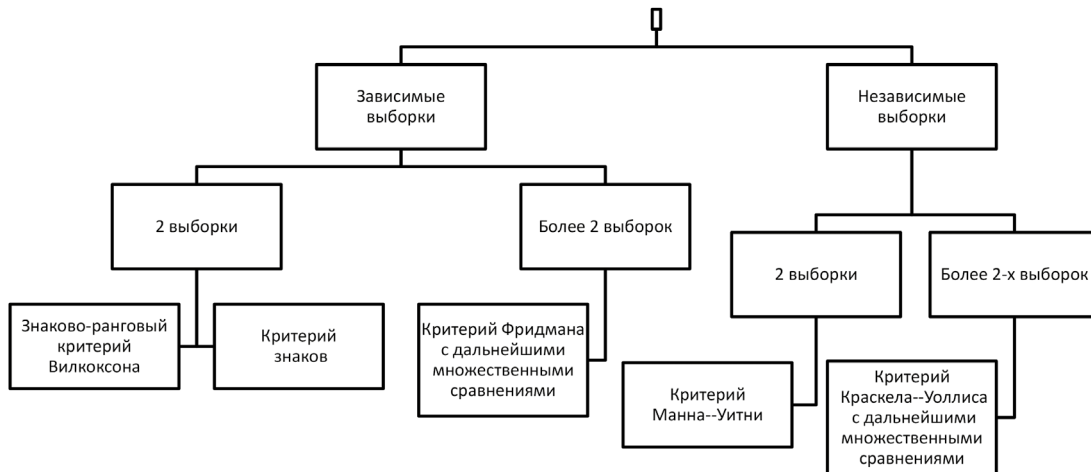 Зависимые
выборки
Независимые
выборки
2 выборки
Более 2 выборок
2 выборки
Более 2-х выборок
Знаково-ранговый
критерий
Вилкоксона
Критерий
знаков
Критерий Фридмана
с дальнейшими
множественными
сравнениями
Критерий
Манна--Уитни
Критерий
Краскела--Уоллиса
с дальнейшими
множественными
сравнениями